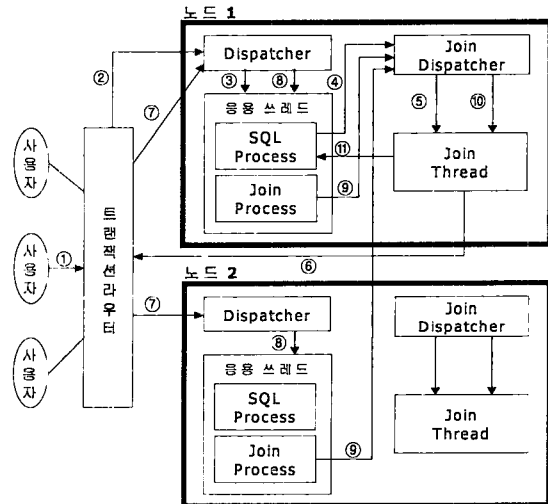 노드 1
Dispatcher
Join
Dispatcher
②
③
⑧
④
⑦
⑤
⑩
응용 쓰레드
SQL
Process
⑪
Join
Thread
Join Process
⑨
사용자
사용자
①
사용자
트랜잭션라우터
⑥
노드 2
⑦
Dispatcher
Join
Dispatcher
⑧
응용 쓰레드
SQL
Process
Join
Thread
Join
Process
⑨